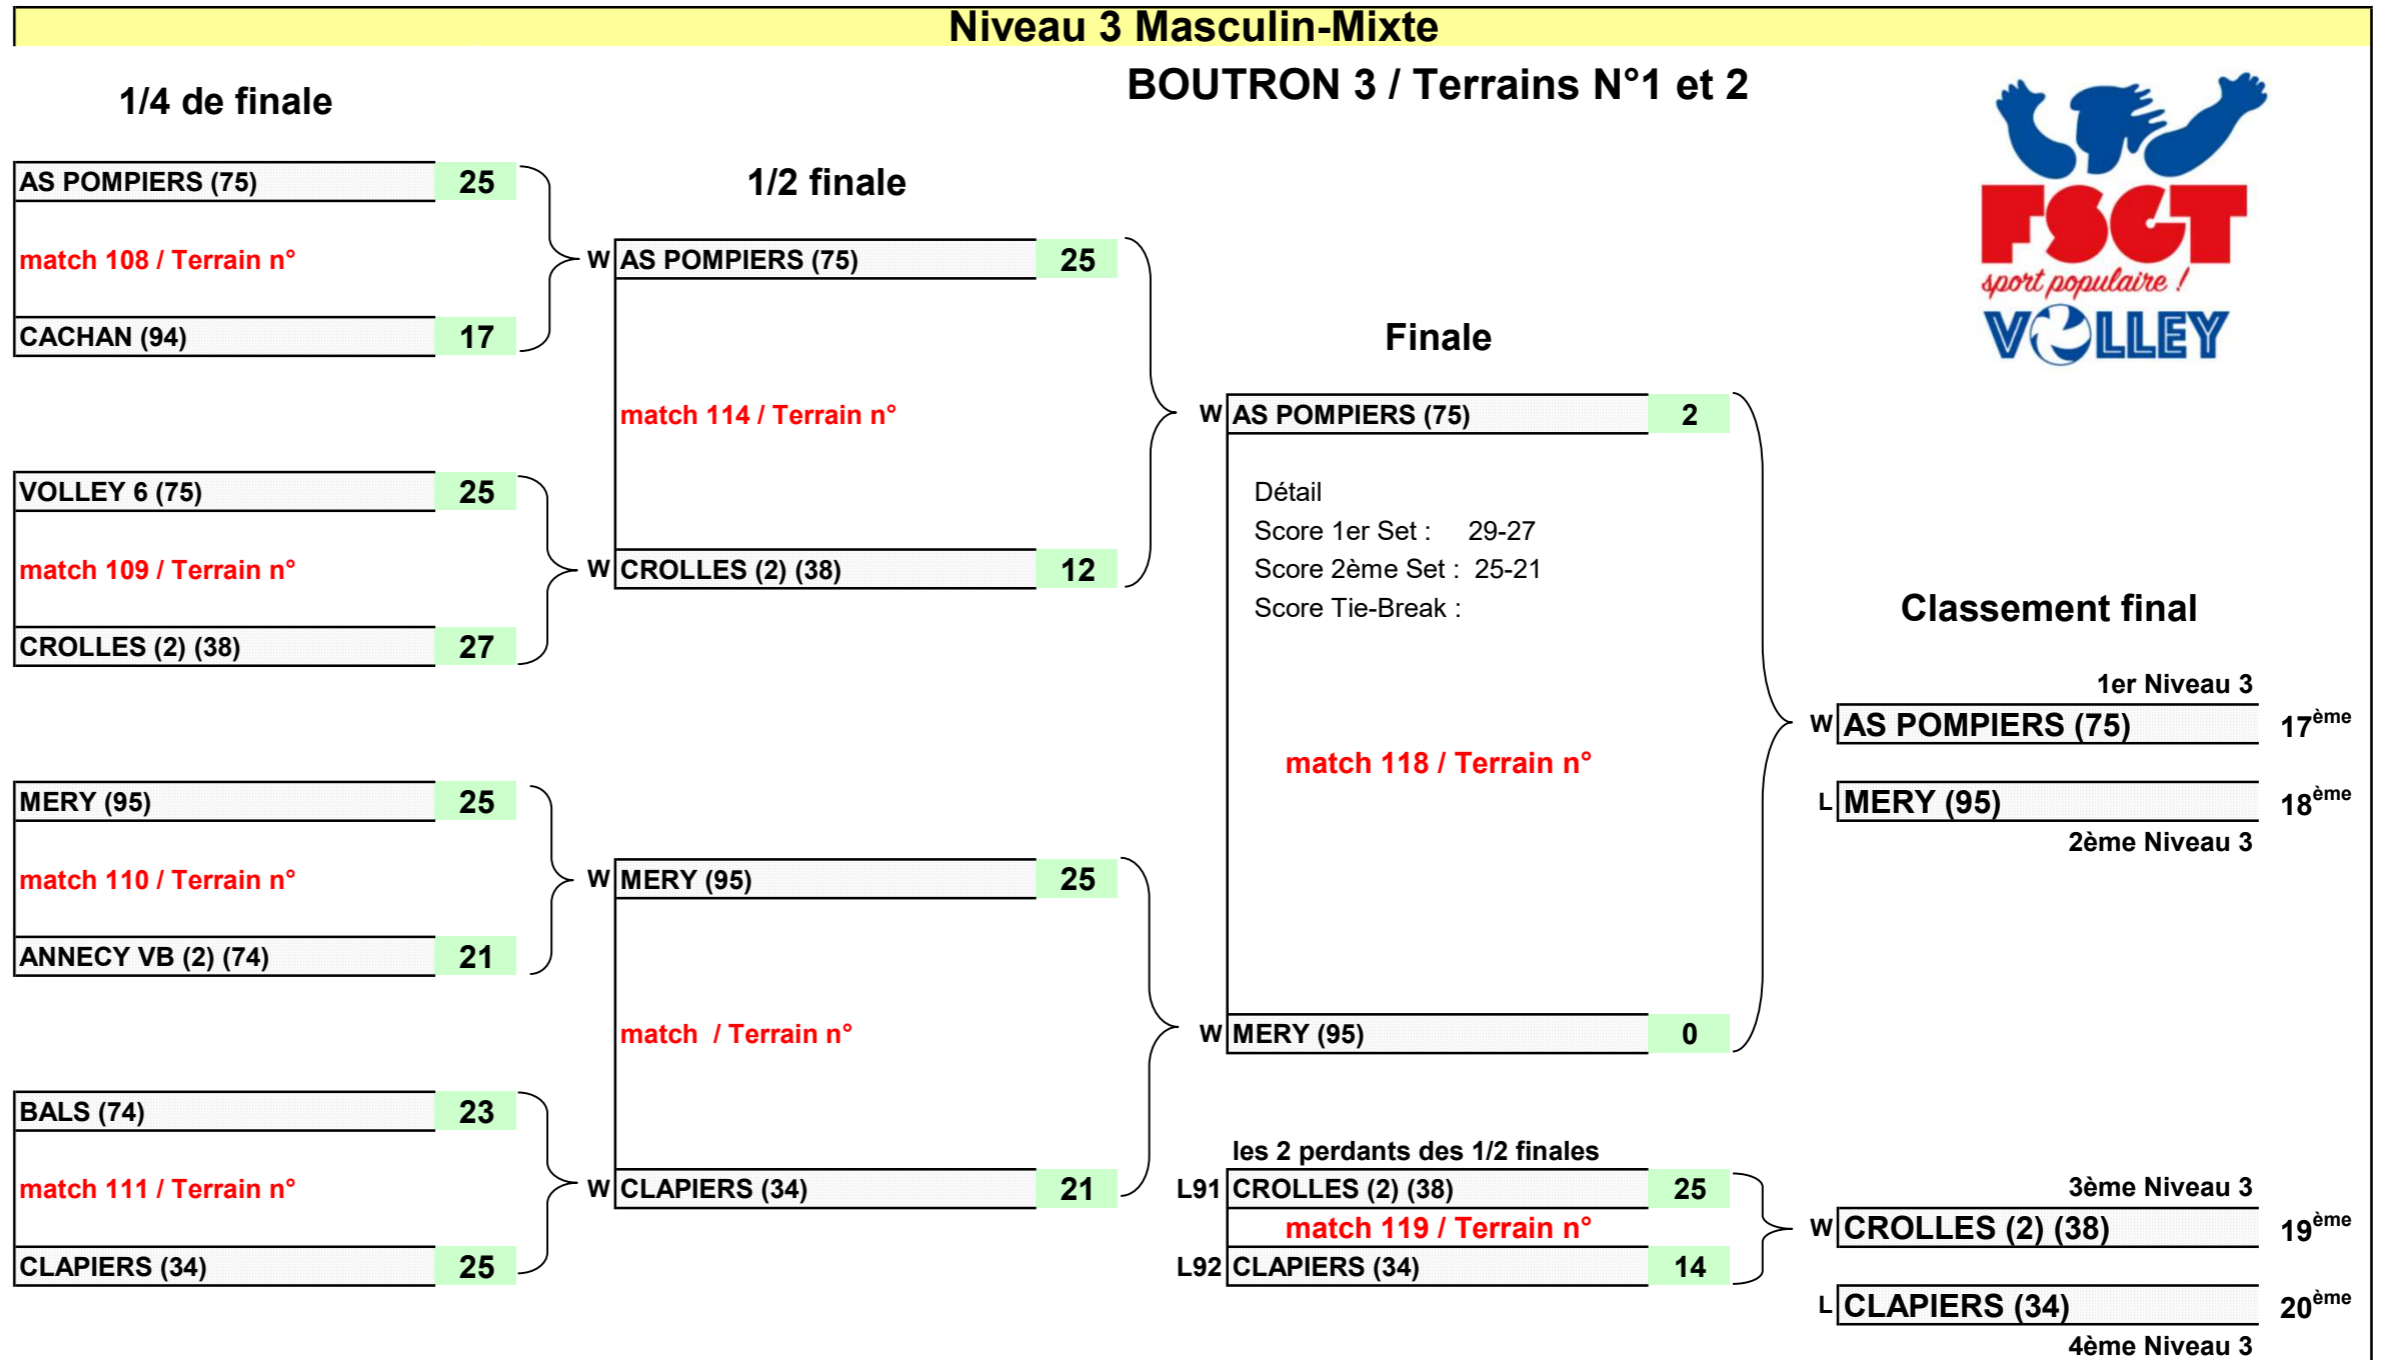 Niveau 3 Masculin-Mixte
BOUTRON 3 / Terrains N°1 et 2
1/4 de finale
AS POMPIERS (75) 25
match 108 / Terrain n°
CACHAN (94) 17
VOLLEY 6 (75) 25
match 109 / Terrain n°
CROLLES (2) (38) 27
MERY (95) 25
match 110 / Terrain n°
ANNECY VB (2) (74) 21
BALS (74) 23
match 111 / Terrain n°
CLAPIERS (34) 25
1/2 finale
W AS POMPIERS (75) 25
match 114 / Terrain n°
W CROLLES (2) (38) 12
W MERY (95) 25
match / Terrain n°
W CLAPIERS (34) 21
Finale
W AS POMPIERS (75) 2
Détail
Score 1er Set : 29-27
Score 2ème Set : 25-21
Score Tie-Break :
match 118 / Terrain n°
W MERY (95) 0
les 2 perdants des 1/2 finales
L91 CROLLES (2) (38) 25
match 119 / Terrain n°
L92 CLAPIERS (34) 14
FSGT
sport populaire !
VOLLEY
Classement final
1er Niveau 3
W AS POMPIERS (75) 17ème
L MERY (95) 18ème
2ème Niveau 3
3ème Niveau 3
W CROLLES (2) (38) 19ème
L CLAPIERS (34) 20ème
4ème Niveau 3